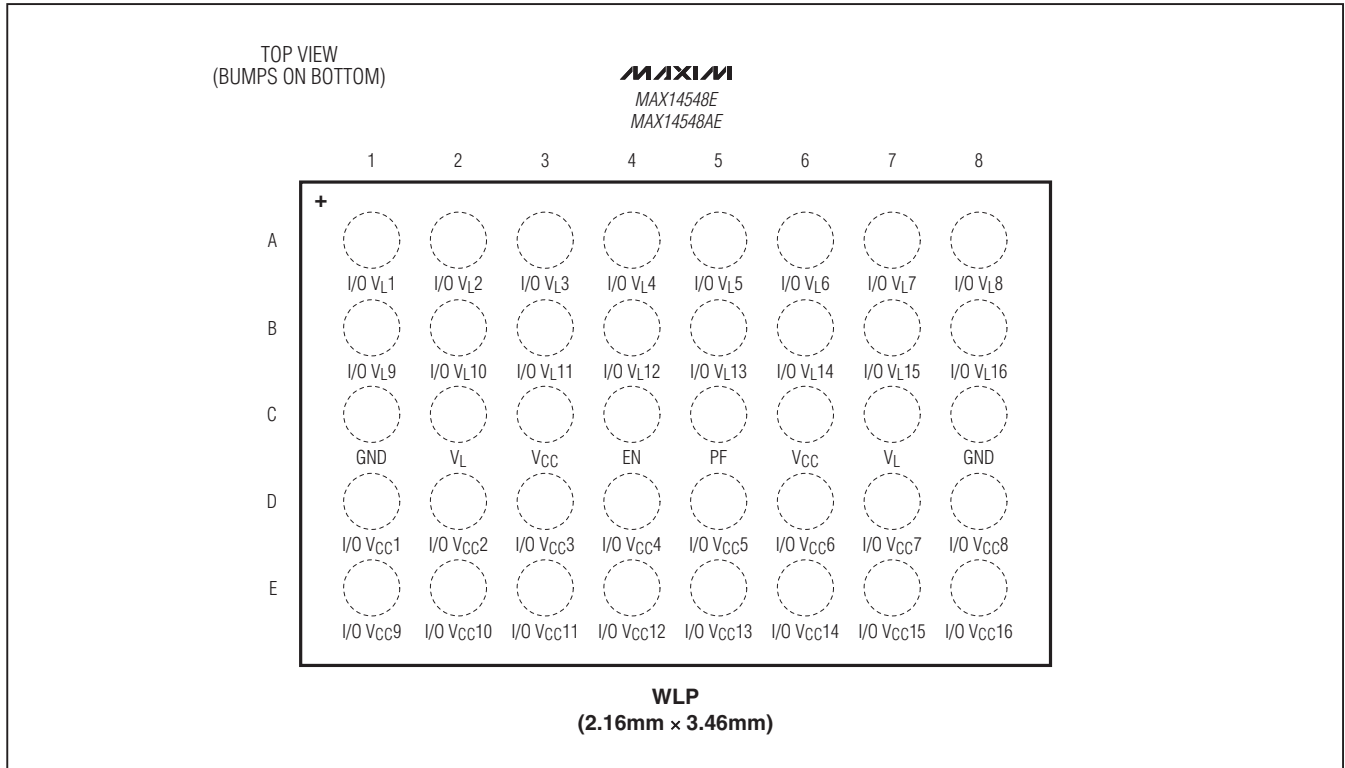 TOP VIEW
(BUMPS ON BOTTOM)
MAXIM
MAX14548E
MAX14548AE
1 2 3 4 5 6 7 8
+
A
I/O VL1 I/O VL2 I/O VL3 I/O VL4 I/O VL5 I/O VL6 I/O VL7 I/O VL8
B
I/O VL9 I/O VL10 I/O VL11 I/O VL12 I/O VL13 I/O VL14 I/O VL15 I/O VL16
C
GND VL VCC EN PF VCC VL GND
D
I/O VCC1 I/O VCC2 I/O VCC3 I/O VCC4 I/O VCC5 I/O VCC6 I/O VCC7 I/O VCC8
E
I/O VCC9 I/O VCC10 I/O VCC11 I/O VCC12 I/O VCC13 I/O VCC14 I/O VCC15 I/O VCC16
WLP
(2.16mm × 3.46mm)